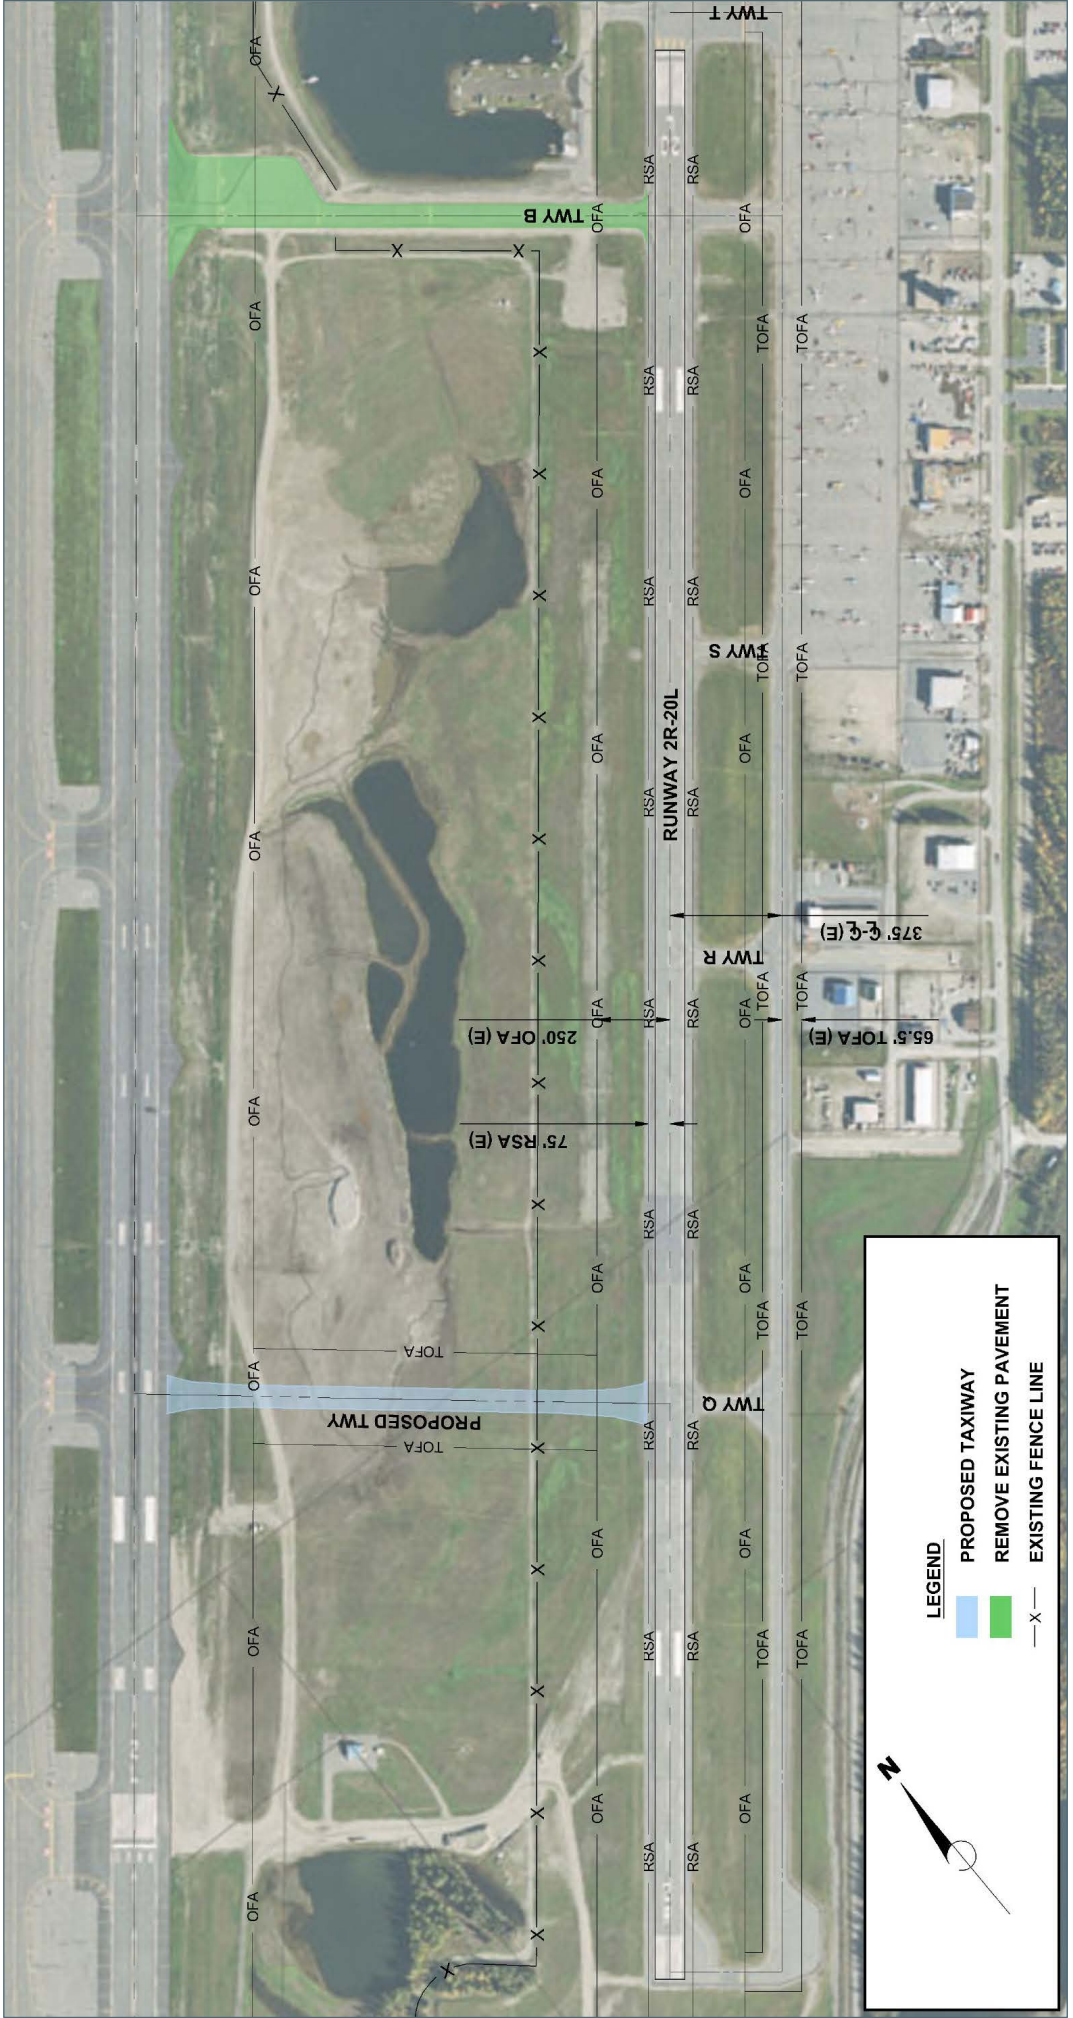 TWY T
OFA
X
20
RSA
RSA
TWY B
OFA
OFA
X
X
OFA
TOFA
TOFA
X
RSA
RSA
X
OFA
OFA
OFA
X
RSA
RSA
TWY S
TOFA
TOFA
X
OFA
OFA
RUNWAY 2R-20L
RSA
RSA
OFA
X
375' ℄-℄ (E)
TWY R
X
TOFA
TOFA
OFA
RSA
RSA
OFA
250' OFA (E)
65.5' TOFA (E)
X
OFA
75' RSA (E)
X
RSA
RSA
OFA
OFA
TOFA
TOFA
X
TOFA
OFA
PROPOSED TWY
TWY Q
TOFA
X
RSA
RSA
OFA
OFA
X
OFA
RSA
RSA
TOFA
TOFA
X
OFA
OFA
X
RSA
RSA
OFA
X
X
LEGEND
PROPOSED TAXIWAY
REMOVE EXISTING PAVEMENT
X EXISTING FENCE LINE
N